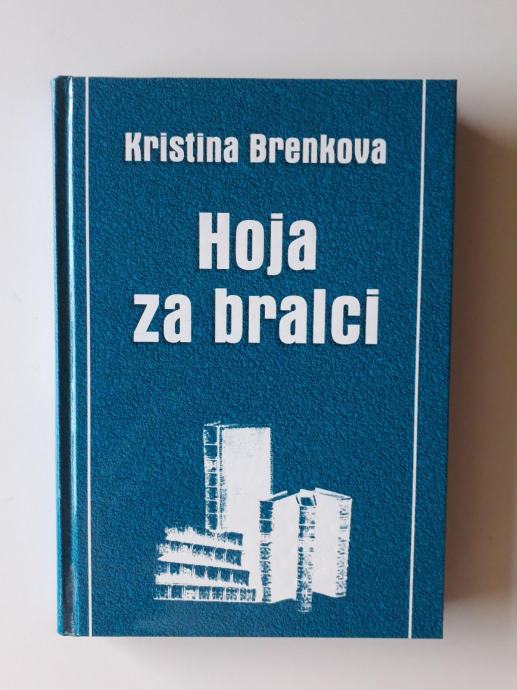 Kristina Brenkova
Hoja
za bralci